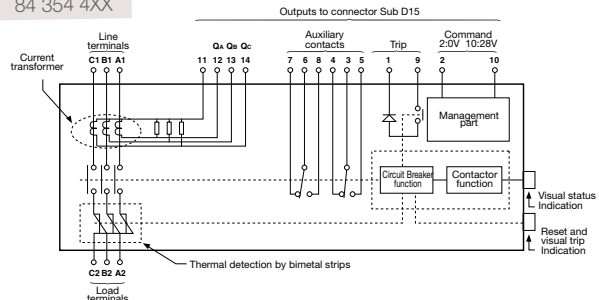 84 354 4XX
Outputs to connector Sub D15
Line
terminals
C1 B1 A1
QA QB QC
11 12 13 14
Auxiliary
contacts
7 6 8 4 3 5
Trip
1 9
Command
2:0V 10:28V
2 10
Current
transformer
Management
part
Circuit Breaker
function
Contactor
function
Visual status
Indication
Reset and
visual trip
Indication
Thermal detection by bimetal strips
C2 B2 A2
Load
terminals